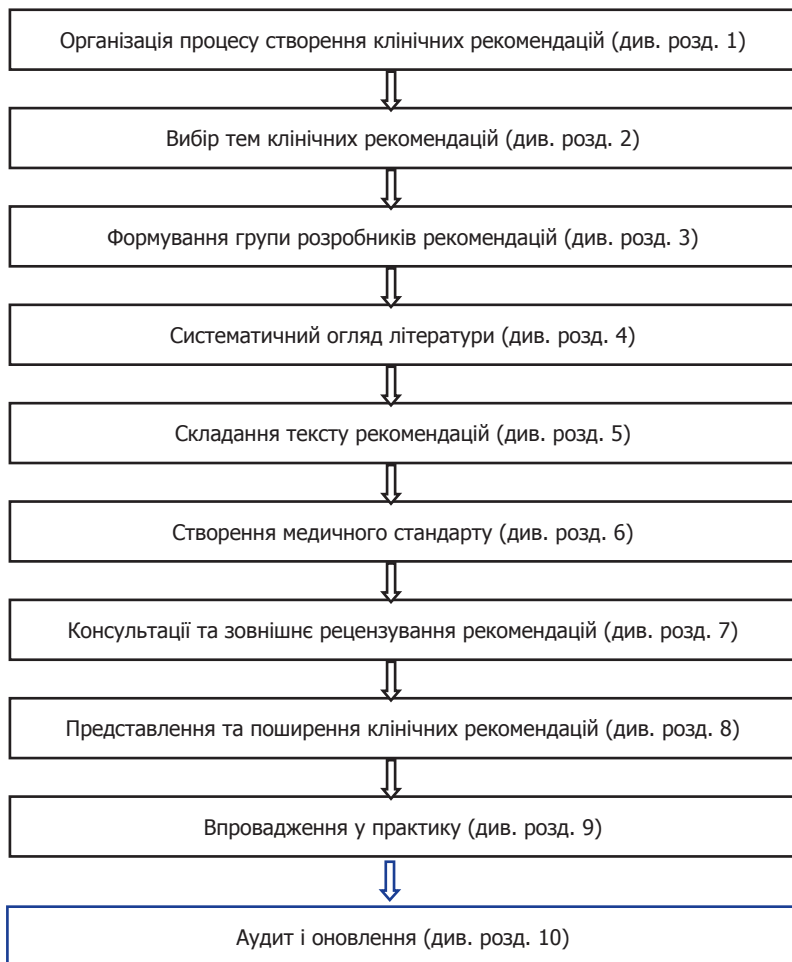 Організація процесу створення клінічних рекомендацій (див. розд. 1)
Вибір тем клінічних рекомендацій (див. розд. 2)
Формування групи розробників рекомендацій (див. розд. 3)
Систематичний огляд літератури (див. розд. 4)
Складання тексту рекомендацій (див. розд. 5)
Створення медичного стандарту (див. розд. 6)
Консультації та зовнішнє рецензування рекомендацій (див. розд. 7)
Представлення та поширення клінічних рекомендацій (див. розд. 8)
Впровадження у практику (див. розд. 9)
Аудит і оновлення (див. розд. 10)